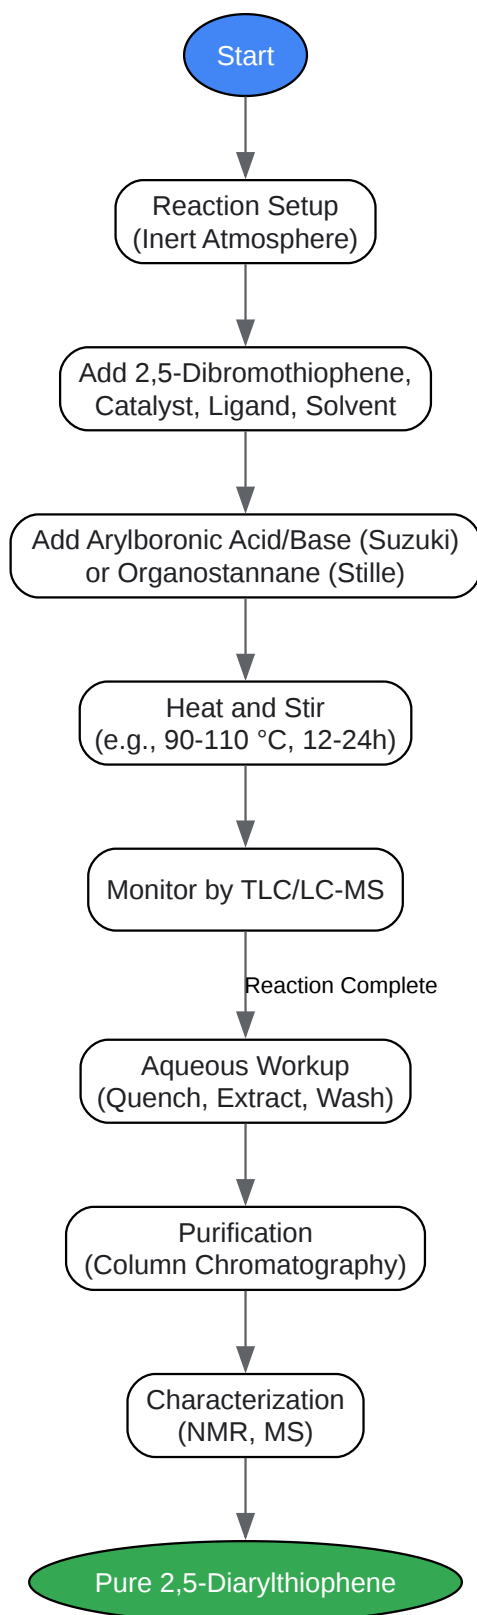 Start
Reaction Setup
(Inert Atmosphere)
Add 2,5-Dibromothiophene,
Catalyst, Ligand, Solvent
Add Arylboronic Acid/Base (Suzuki)
or Organostannane (Stille)
Heat and Stir
(e.g., 90-110 °C, 12-24h)
Monitor by TLC/LC-MS
Reaction Complete
Aqueous Workup
(Quench, Extract, Wash)
Purification
(Column Chromatography)
Characterization
(NMR, MS)
Pure 2,5-Diarylthiophene